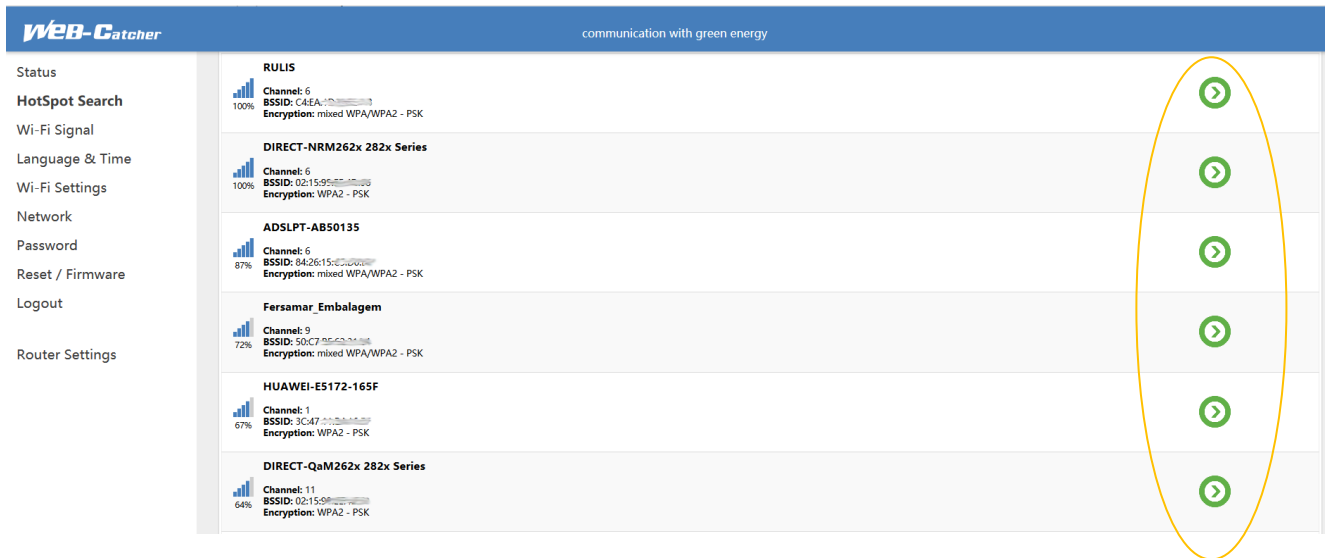 WEB-Catcher
communication with green energy
Status
HotSpot Search
Wi-Fi Signal
Language & Time
Wi-Fi Settings
Network
Password
Reset / Firmware
Logout
Router Settings
RULIS
Channel: 6
BSSID: C4:EA:
Encryption: mixed WPA/WPA2 - PSK
100%
DIRECT-NRM262x 282x Series
Channel: 6
BSSID: 02:15:
Encryption: WPA2 - PSK
100%
ADSLPT-AB50135
Channel: 6
BSSID: 84:26:15:
Encryption: mixed WPA/WPA2 - PSK
87%
Fersamar_Embalagem
Channel: 9
BSSID: 50:C7
Encryption: mixed WPA/WPA2 - PSK
72%
HUAWEI-E5172-165F
Channel: 1
BSSID: 3C:47
Encryption: WPA2 - PSK
67%
DIRECT-QaM262x 282x Series
Channel: 11
BSSID: 02:15:
Encryption: WPA2 - PSK
64%